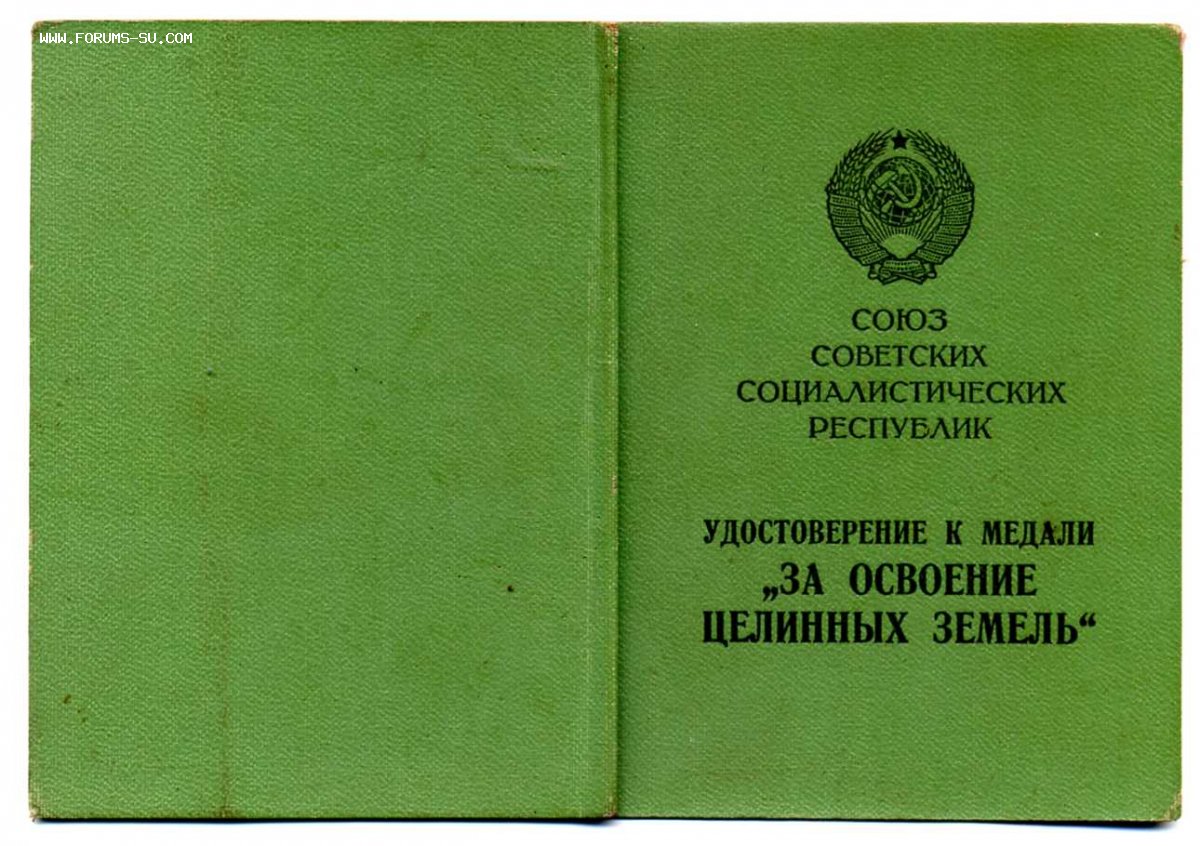 WWW.FORUMS-SU.COM
СОЮЗ
СОВЕТСКИХ
СОЦИАЛИСТИЧЕСКИХ
РЕСПУБЛИК
УДОСТОВЕРЕНИЕ К МЕДАЛИ
„ЗА ОСВОЕНИЕ
ЦЕЛИННЫХ ЗЕМЕЛЬ“